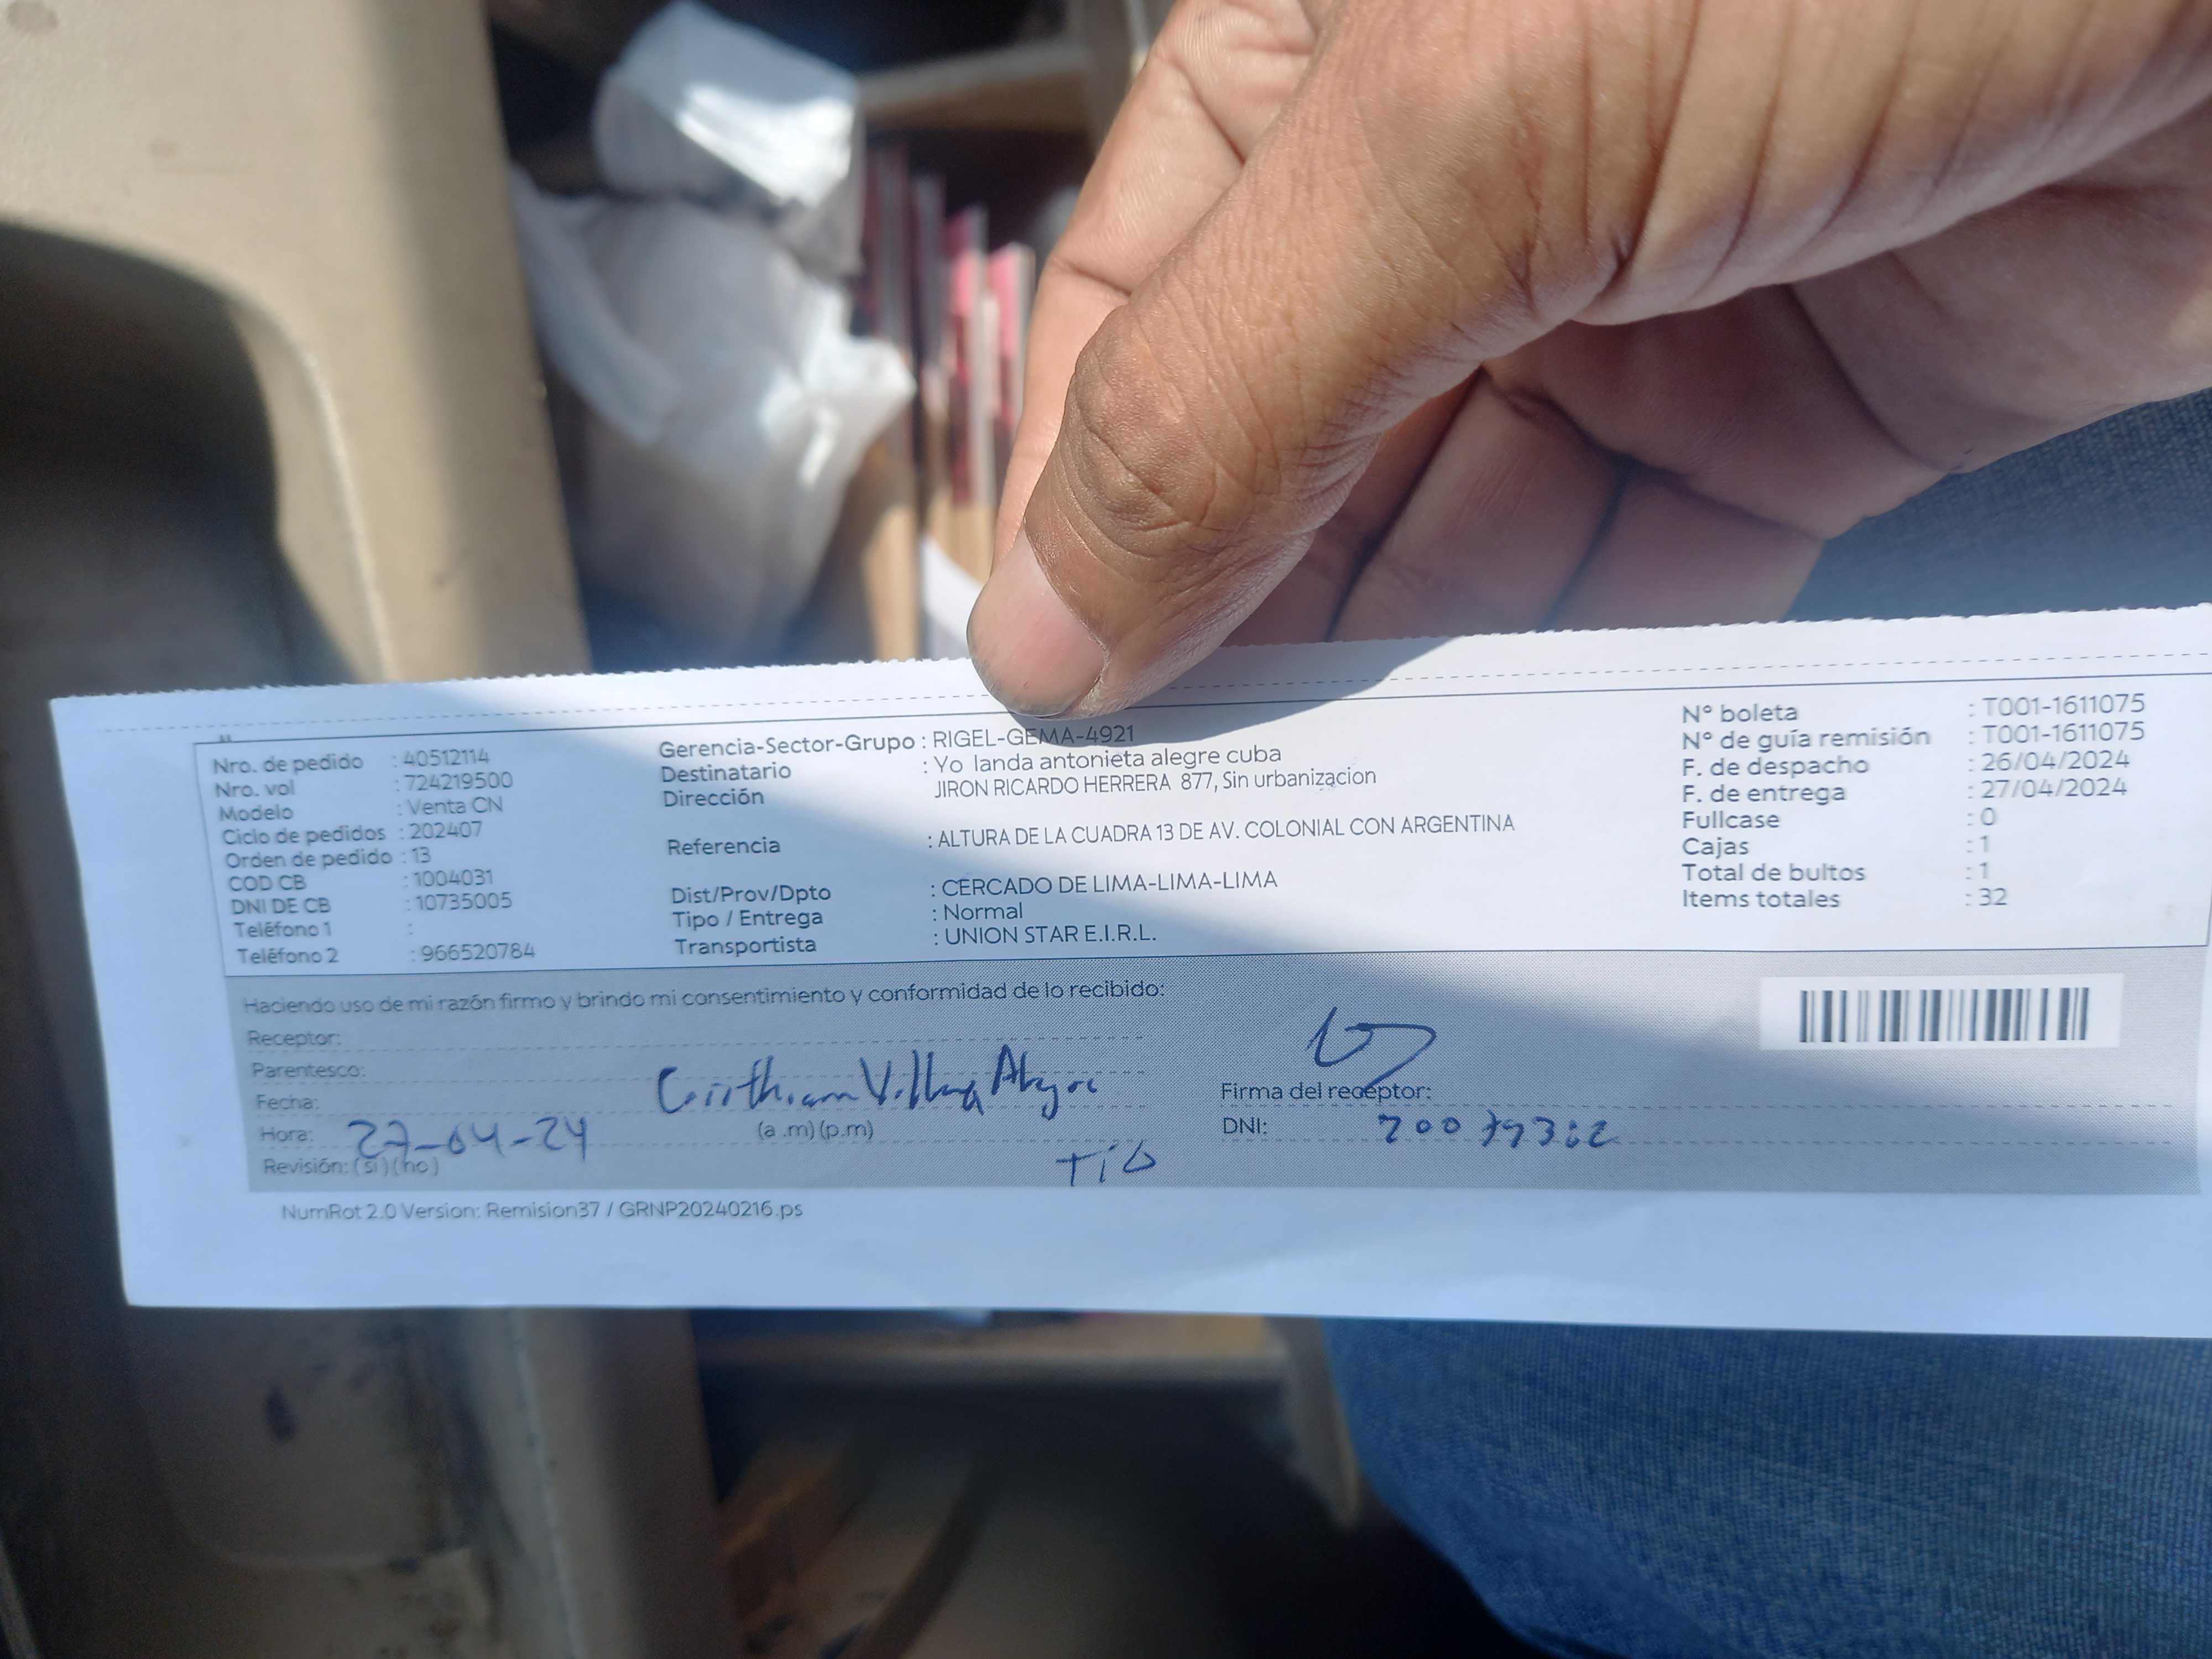 Nro. de pedido : 40512114
Nro. vol : 724219500
Modelo : Venta CN
Ciclo de pedidos : 202407
Orden de pedido : 13
COD CB : 1004031
DNI DE CB : 10735005
Teléfono 1 :
Teléfono 2 : 966520784
Gerencia-Sector-Grupo : RIGEL-GEMA-4921
Destinatario : Yo landa antonieta alegre cuba
Dirección JIRON RICARDO HERRERA 877, Sin urbanizacion
Referencia : ALTURA DE LA CUADRA 13 DE AV. COLONIAL CON ARGENTINA
Dist/Prov/Dpto : CERCADO DE LIMA-LIMA-LIMA
Tipo / Entrega : Normal
Transportista : UNION STAR E.I.R.L.
N° boleta : T001-1611075
N° de guía remisión : T001-1611075
F. de despacho : 26/04/2024
F. de entrega : 27/04/2024
Fullcase : 0
Cajas : 1
Total de bultos : 1
Items totales : 32
Haciendo uso de mi razón firmo y brindo mi consentimiento y conformidad de lo recibido:
Receptor:
Parentesco:
Fecha:
Hora: 27-04-24 (a .m) (p.m)
Revisión: (si) (no)
Tio
Firma del receptor:
DNI:
NumRot 2.0 Version: Remision37 / GRNP20240216.ps